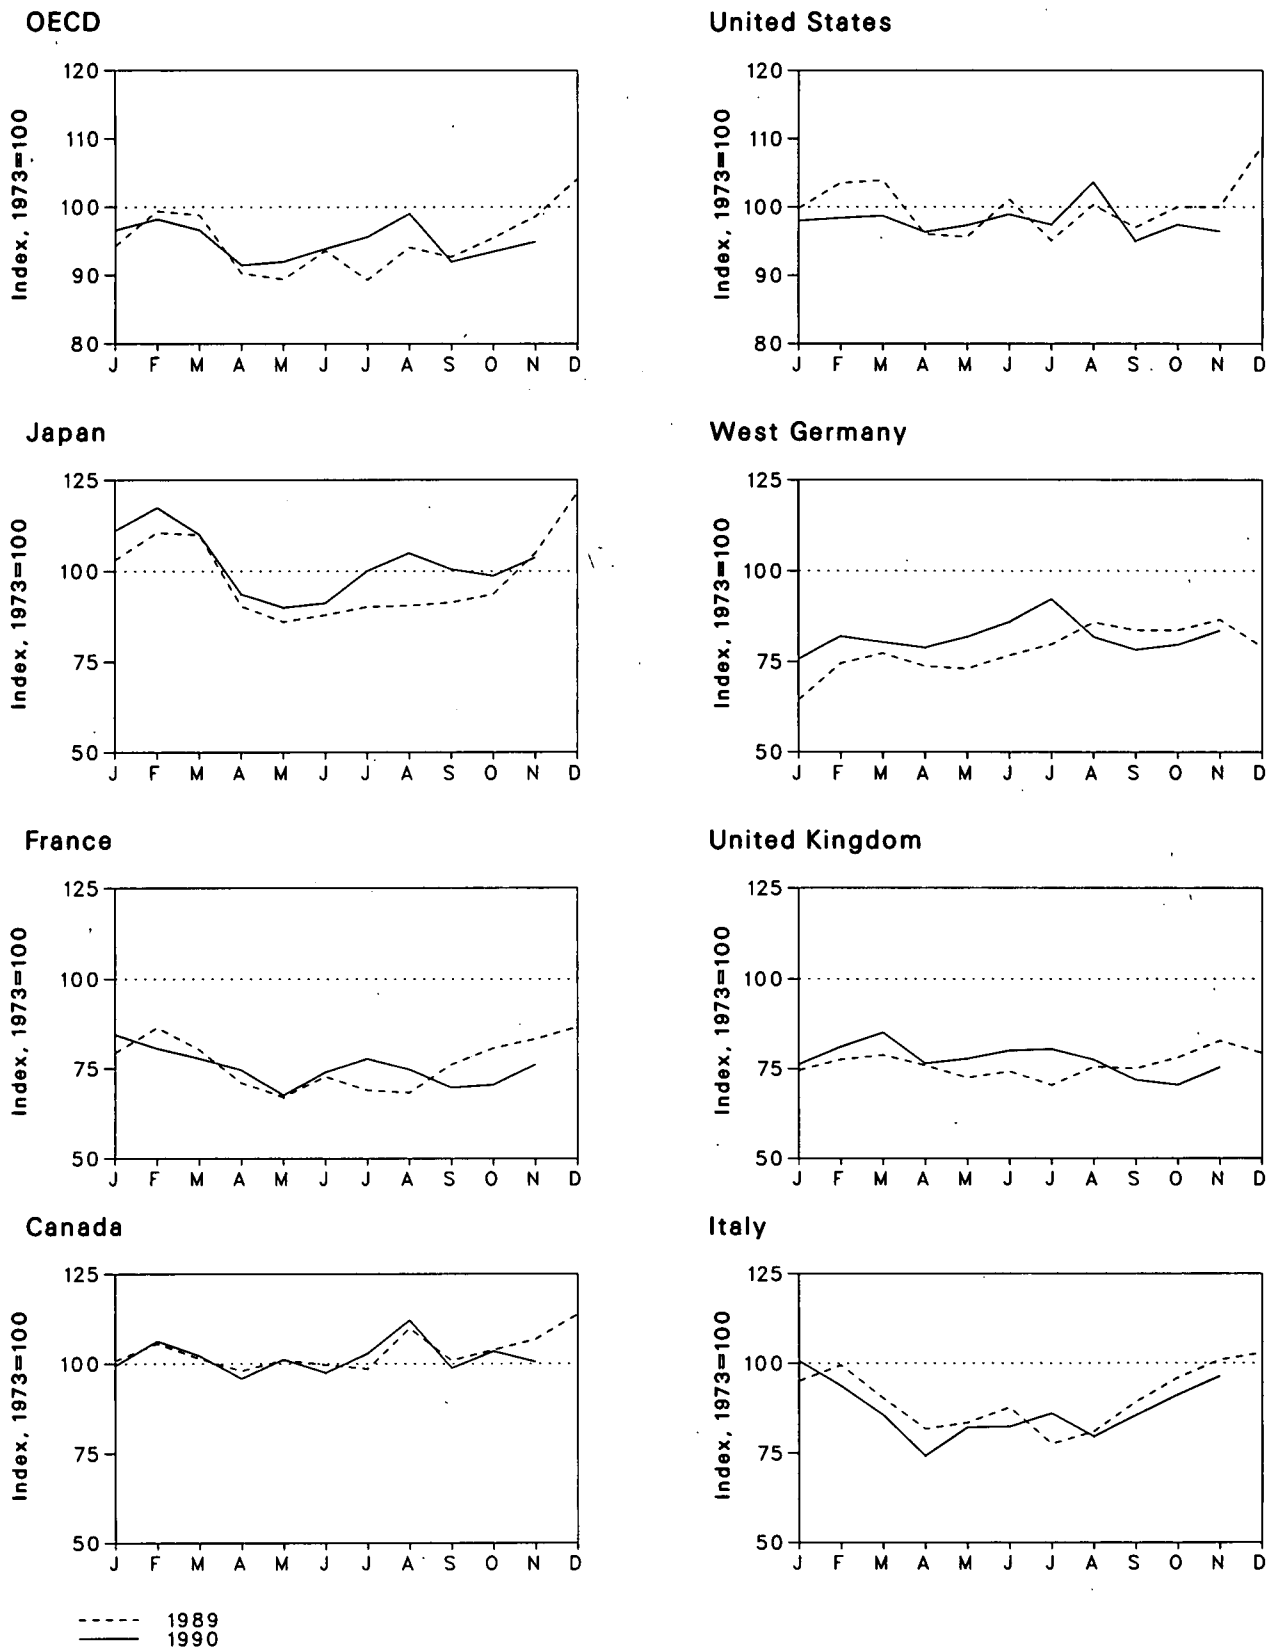 OECD
Index, 1973=100
120
110
100
90
80
J F M A M J J A S O N D
United States
Index, 1973=100
120
110
100
90
80
J F M A M J J A S O N D
Japan
Index, 1973=100
125
100
75
50
J F M A M J J A S O N D
West Germany
Index, 1973=100
125
100
75
50
J F M A M J J A S O N D
France
Index, 1973=100
125
100
75
50
J F M A M J J A S O N D
United Kingdom
Index, 1973=100
125
100
75
50
J F M A M J J A S O N D
Canada
Index, 1973=100
125
100
75
50
J F M A M J J A S O N D
Italy
Index, 1973=100
125
100
75
50
J F M A M J J A S O N D
1989
1990